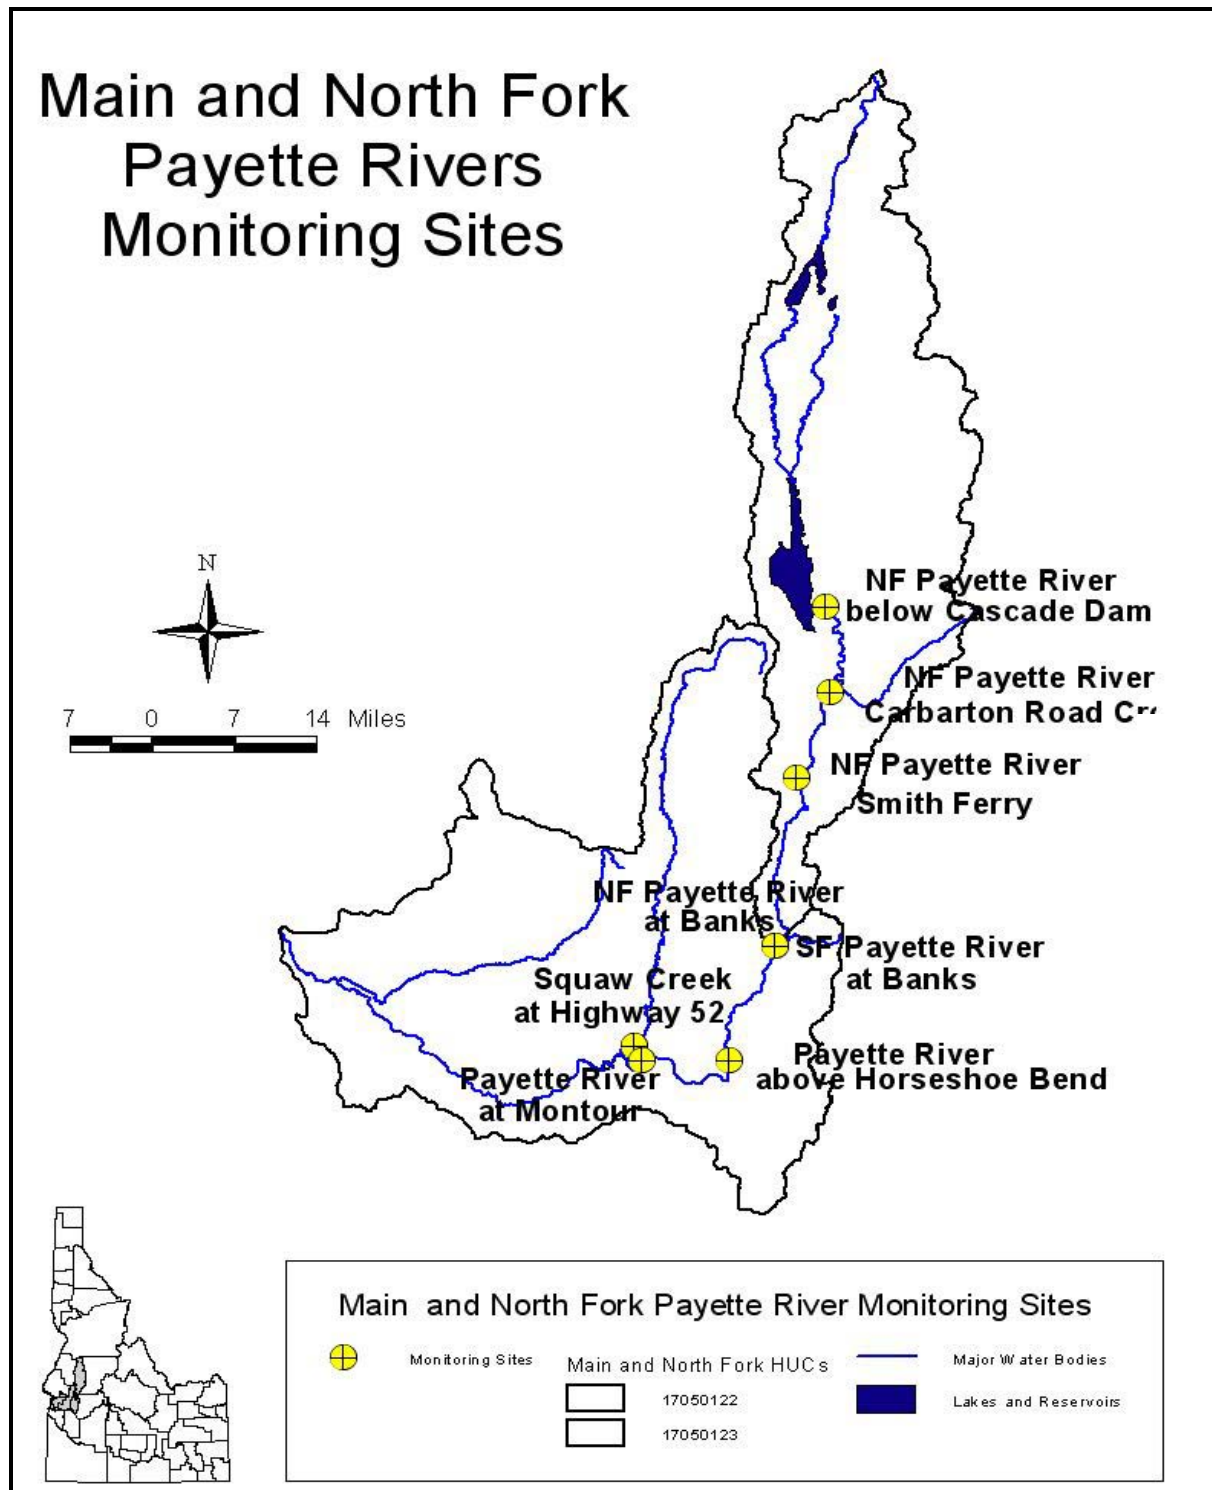 Main and North Fork
Payette Rivers
Monitoring Sites
N
7 0 7 14 Miles
NF Payette River
below Cascade Dam
NF Payette River
Carbarton Road Cr
NF Payette River
Smith Ferry
NF Payette River
at Banks
SF Payette River
at Banks
Squaw Creek
at Highway 52
Payette River
above Horseshoe Bend
Payette River
at Montour
Main and North Fork Payette River Monitoring Sites
Monitoring Sites
Main and North Fork HUCs
17050122
17050123
Major Water Bodies
Lakes and Reservoirs